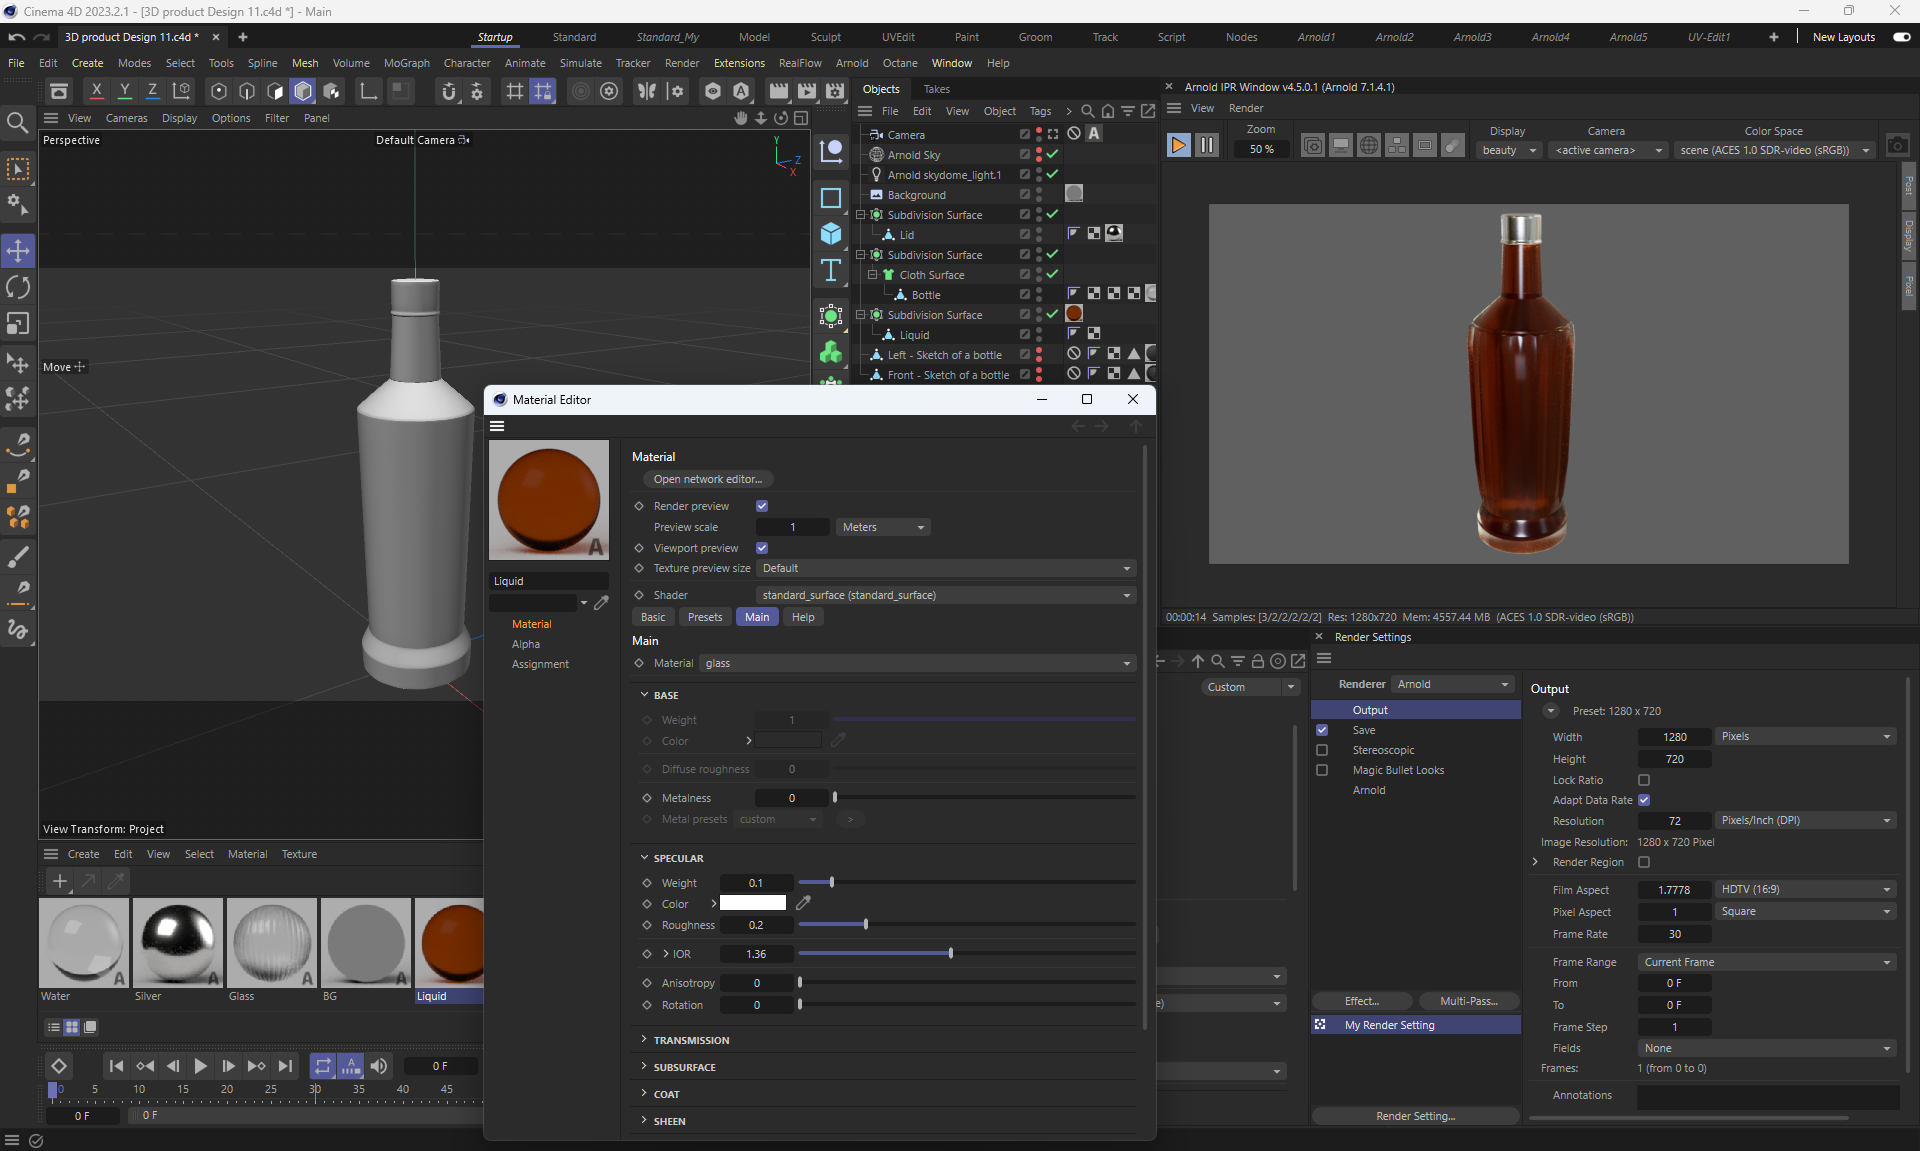 Cinema 4D 2023.2.1 - [3D product Design 11.c4d *] - Main
3D product Design 11.c4d *
Startup Standard Standard_My Model Sculpt UVEdit Paint Groom Track Script Nodes Arnold1 Arnold2 Arnold3 Arnold4 Arnold5 UV-Edit1 New Layouts
File Edit Create Modes Select Tools Spline Mesh Volume MoGraph Character Animate Simulate Tracker Render Extensions RealFlow Arnold Octane Window Help
X Y Z
View Cameras Display Options Filter Panel
Perspective
Default Camera
Y
Z
X
Move
View Transform: Project
Objects Takes
File Edit View Object Tags
Camera
Arnold Sky
Arnold skydome_light.1
Background
Subdivision Surface
Lid
Subdivision Surface
Cloth Surface
Bottle
Subdivision Surface
Liquid
Left - Sketch of a bottle
Front - Sketch of a bottle
Arnold IPR Window v4.5.0.1 (Arnold 7.1.4.1)
View Render
Zoom
50 %
Display
beauty
Camera
<active camera>
Color Space
scene (ACES 1.0 SDR-video (sRGB))
Post
Display
Pixel
00:00:14 Samples: [3/2/2/2/2/2] Res: 1280x720 Mem: 4557.44 MB (ACES 1.0 SDR-video (sRGB))
Material Editor
Liquid
Material
Alpha
Assignment
Material
Open network editor...
Render preview
Preview scale 1 Meters
Viewport preview
Texture preview size Default
Shader standard_surface (standard_surface)
Basic Presets Main Help
Main
Material glass
BASE
Weight 1
Color
Diffuse roughness 0
Metalness 0
Metal presets custom
SPECULAR
Weight 0.1
Color
Roughness 0.2
IOR 1.36
Anisotropy 0
Rotation 0
TRANSMISSION
SUBSURFACE
COAT
SHEEN
Custom
Create Edit View Select Material Texture
Water Silver Glass BG Liquid
0 F
0 5 10 15 20 25 30 35 40 45
0 F 0 F
Render Settings
Renderer Arnold
Output
Save
Stereoscopic
Magic Bullet Looks
Arnold
Effect... Multi-Pass...
My Render Setting
Render Setting...
Output
Preset: 1280 x 720
Width 1280 Pixels
Height 720
Lock Ratio
Adapt Data Rate
Resolution 72 Pixels/Inch (DPI)
Image Resolution: 1280 x 720 Pixel
Render Region
Film Aspect 1.7778 HDTV (16:9)
Pixel Aspect 1 Square
Frame Rate 30
Frame Range Current Frame
From 0 F
To 0 F
Frame Step 1
Fields None
Frames: 1 (from 0 to 0)
Annotations